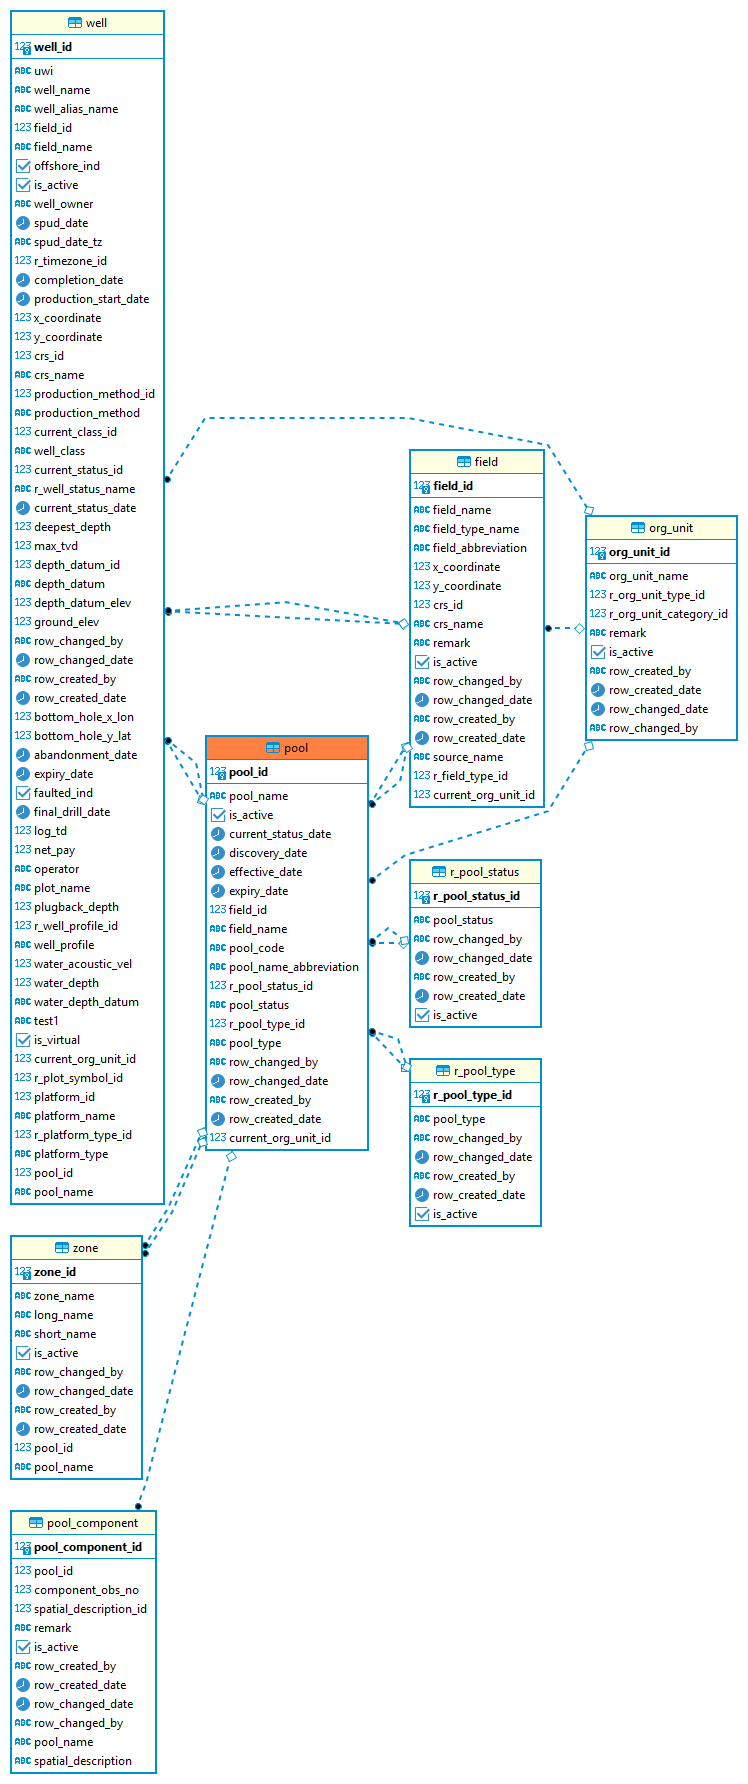 well
well_id
uwi
well_name
well_alias_name
field_id
field_name
offshore_ind
is_active
well_owner
spud_date
spud_date_tz
r_timezone_id
completion_date
production_start_date
x_coordinate
y_coordinate
crs_id
crs_name
production_method_id
production_method
current_class_id
well_class
current_status_id
r_well_status_name
current_status_date
deepest_depth
max_tvd
depth_datum_id
depth_datum
depth_datum_elev
ground_elev
row_changed_by
row_changed_date
row_created_by
row_created_date
bottom_hole_x_lon
bottom_hole_y_lat
abandonment_date
expiry_date
faulted_ind
final_drill_date
log_td
net_pay
operator
plot_name
plugback_depth
r_well_profile_id
well_profile
water_acoustic_vel
water_depth
water_depth_datum
test1
is_virtual
current_org_unit_id
r_plot_symbol_id
platform_id
platform_name
r_platform_type_id
platform_type
pool_id
pool_name
field
field_id
field_name
field_type_name
field_abbreviation
x_coordinate
y_coordinate
crs_id
crs_name
remark
is_active
row_changed_by
row_changed_date
row_created_by
row_created_date
source_name
r_field_type_id
current_org_unit_id
org_unit
org_unit_id
org_unit_name
r_org_unit_type_id
r_org_unit_category_id
remark
is_active
row_created_by
row_created_date
row_changed_date
row_changed_by
pool
pool_id
pool_name
is_active
current_status_date
discovery_date
effective_date
expiry_date
field_id
field_name
pool_code
pool_name_abbreviation
r_pool_status_id
pool_status
r_pool_type_id
pool_type
row_changed_by
row_changed_date
row_created_by
row_created_date
current_org_unit_id
r_pool_status
r_pool_status_id
pool_status
row_changed_by
row_changed_date
row_created_by
row_created_date
is_active
r_pool_type
r_pool_type_id
pool_type
row_changed_by
row_changed_date
row_created_by
row_created_date
is_active
zone
zone_id
zone_name
long_name
short_name
is_active
row_changed_by
row_changed_date
row_created_by
row_created_date
pool_id
pool_name
pool_component
pool_component_id
pool_id
component_obs_no
spatial_description_id
remark
is_active
row_created_by
row_created_date
row_changed_date
row_changed_by
pool_name
spatial_description